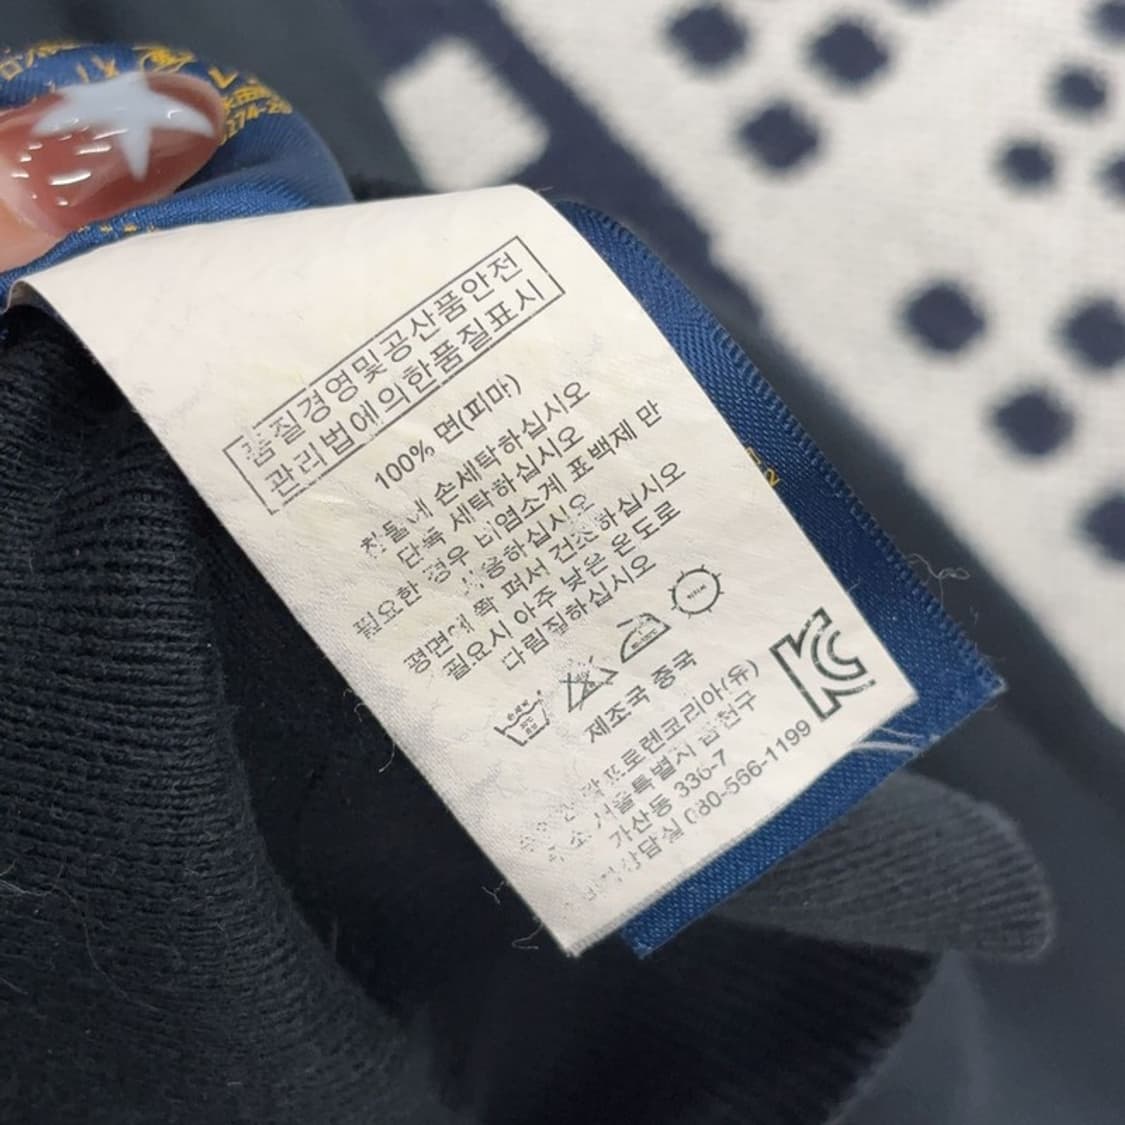 품질경영및공산품안전
관리법에의한품질표시
100% 면(피마)
찬물에 손세탁하십시오
단독 세탁하십시오
필요한 경우 비염소계 표백제 만
사용하십시오
평면에 쫙 펴서 건조하십시오
필요시 아주 낮은 온도로
다림질하십시오
제조국 중국
랄프로렌코리아(유)
주소 서울특별시 금천구
가산동 336-7
080-566-1199
274-2